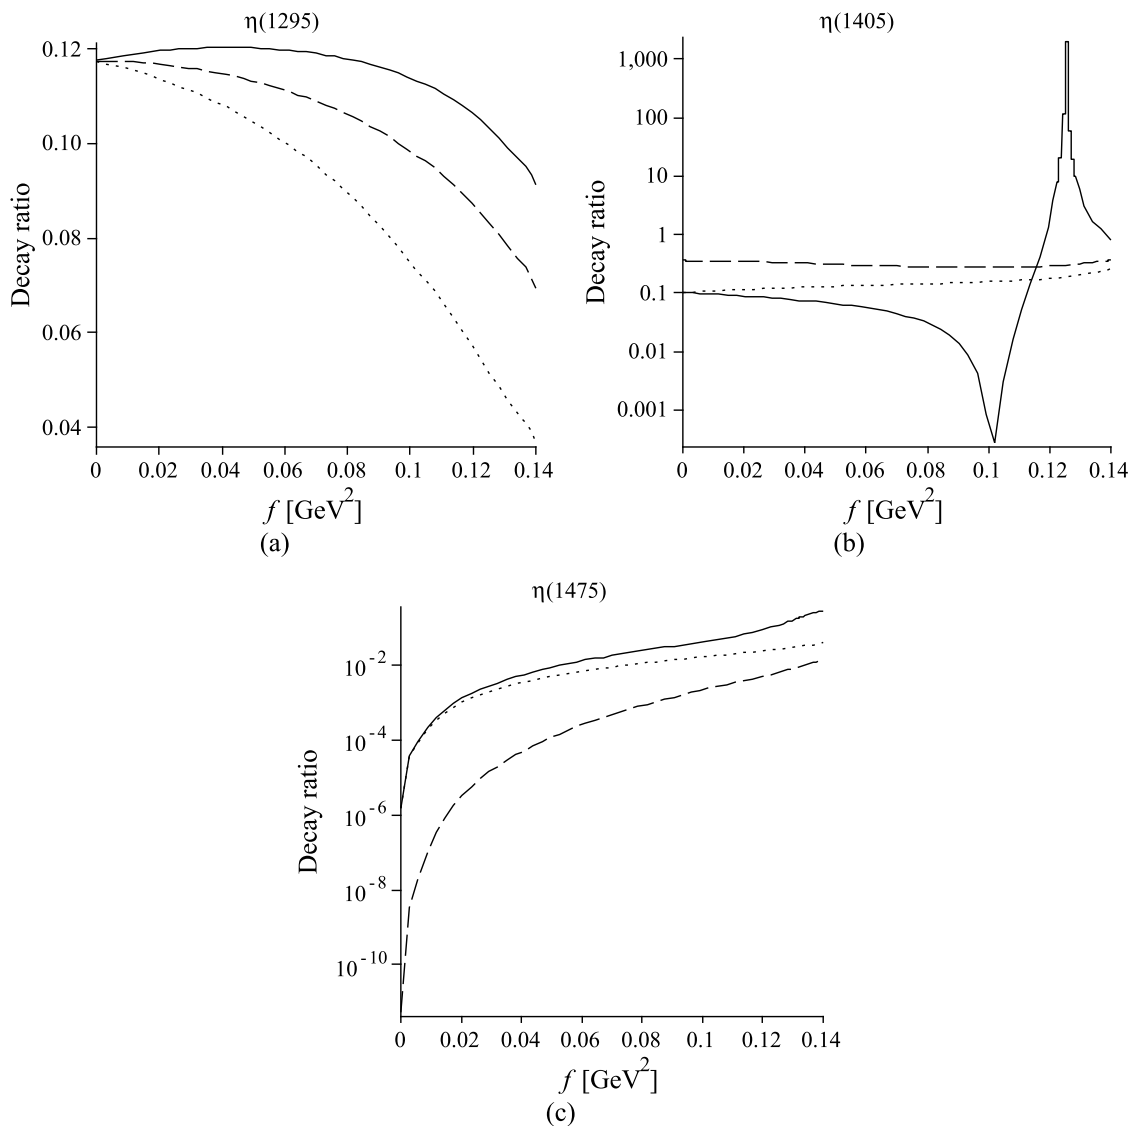 η(1295)
0.12
0.10
0.08
0.06
0.04
Decay ratio
0 0.02 0.04 0.06 0.08 0.1 0.12 0.14
f [GeV²]
(a)
η(1405)
1,000
100
10
1
0.1
0.01
0.001
Decay ratio
0 0.02 0.04 0.06 0.08 0.1 0.12 0.14
f [GeV²]
(b)
η(1475)
10⁻²
10⁻⁴
10⁻⁶
10⁻⁸
10⁻¹⁰
Decay ratio
0 0.02 0.04 0.06 0.08 0.1 0.12 0.14
f [GeV²]
(c)